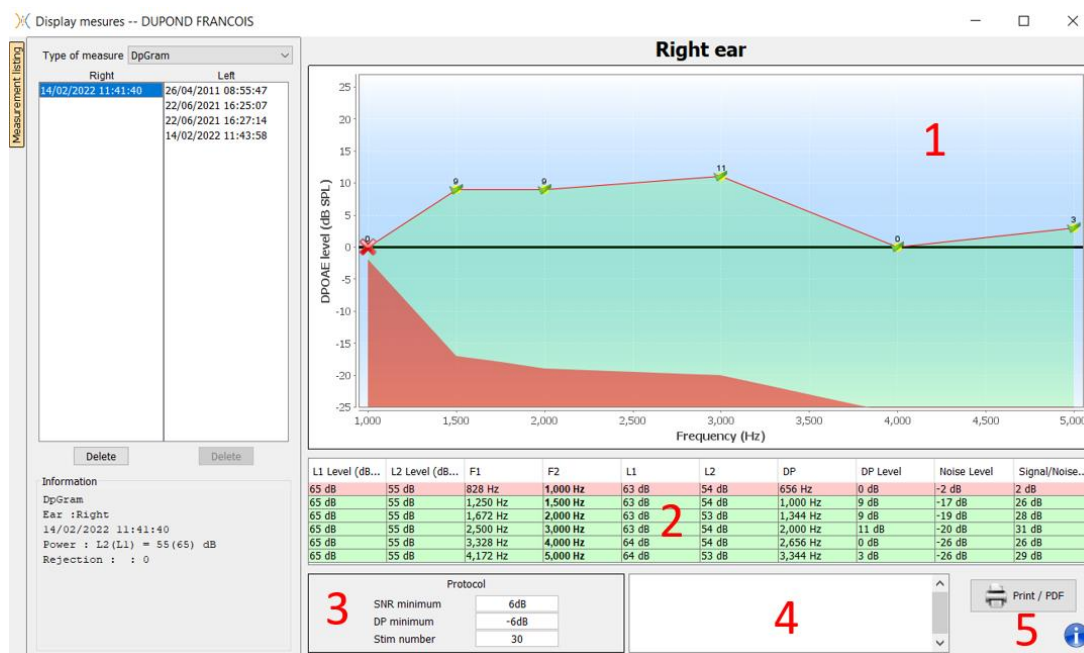 Display mesures -- DUPOND FRANCOIS
Measurement listing
Type of measure DpGram
Right Left
14/02/2022 11:41:40 26/04/2011 08:55:47
22/06/2021 16:25:07
22/06/2021 16:27:14
14/02/2022 11:43:58
Delete Delete
Information
DpGram
Ear :Right
14/02/2022 11:41:40
Power : L2(L1) = 55(65) dB
Rejection : : 0
Right ear
1
DPOAE level (dB SPL)
25
20
15
10
5
0
-5
-10
-15
-20
-25
0 9 9 11 0 3
1,000 1,500 2,000 2,500 3,000 3,500 4,000 4,500 5,000
Frequency (Hz)
L1 Level (dB... L2 Level (dB... F1 F2 L1 L2 DP DP Level Noise Level Signal/Noise...
65 dB 55 dB 828 Hz 1,000 Hz 63 dB 54 dB 656 Hz 0 dB -2 dB 2 dB
65 dB 55 dB 1,250 Hz 1,500 Hz 63 dB 54 dB 1,000 Hz 9 dB -17 dB 26 dB
65 dB 55 dB 1,672 Hz 2,000 Hz 63 dB 53 dB 1,344 Hz 9 dB -19 dB 28 dB
65 dB 55 dB 2,500 Hz 3,000 Hz 63 dB 54 dB 2,000 Hz 11 dB -20 dB 31 dB
65 dB 55 dB 3,328 Hz 4,000 Hz 64 dB 54 dB 2,656 Hz 0 dB -26 dB 26 dB
65 dB 55 dB 4,172 Hz 5,000 Hz 64 dB 53 dB 3,344 Hz 3 dB -26 dB 29 dB
2
Protocol
3
SNR minimum 6dB
DP minimum -6dB
Stim number 30
4
Print / PDF
5